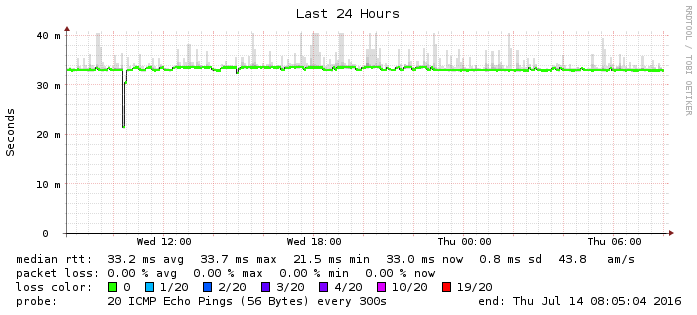 Last 24 Hours
RRDTOOL / TOBI OETIKER
Seconds
40 m
30 m
20 m
10 m
0
Wed 12:00 Wed 18:00 Thu 00:00 Thu 06:00
median rtt: 33.2 ms avg 33.7 ms max 21.5 ms min 33.0 ms now 0.8 ms sd 43.8 am/s
packet loss: 0.00 % avg 0.00 % max 0.00 % min 0.00 % now
loss color: 0 1/20 2/20 3/20 4/20 10/20 19/20
probe: 20 ICMP Echo Pings (56 Bytes) every 300s end: Thu Jul 14 08:05:04 2016